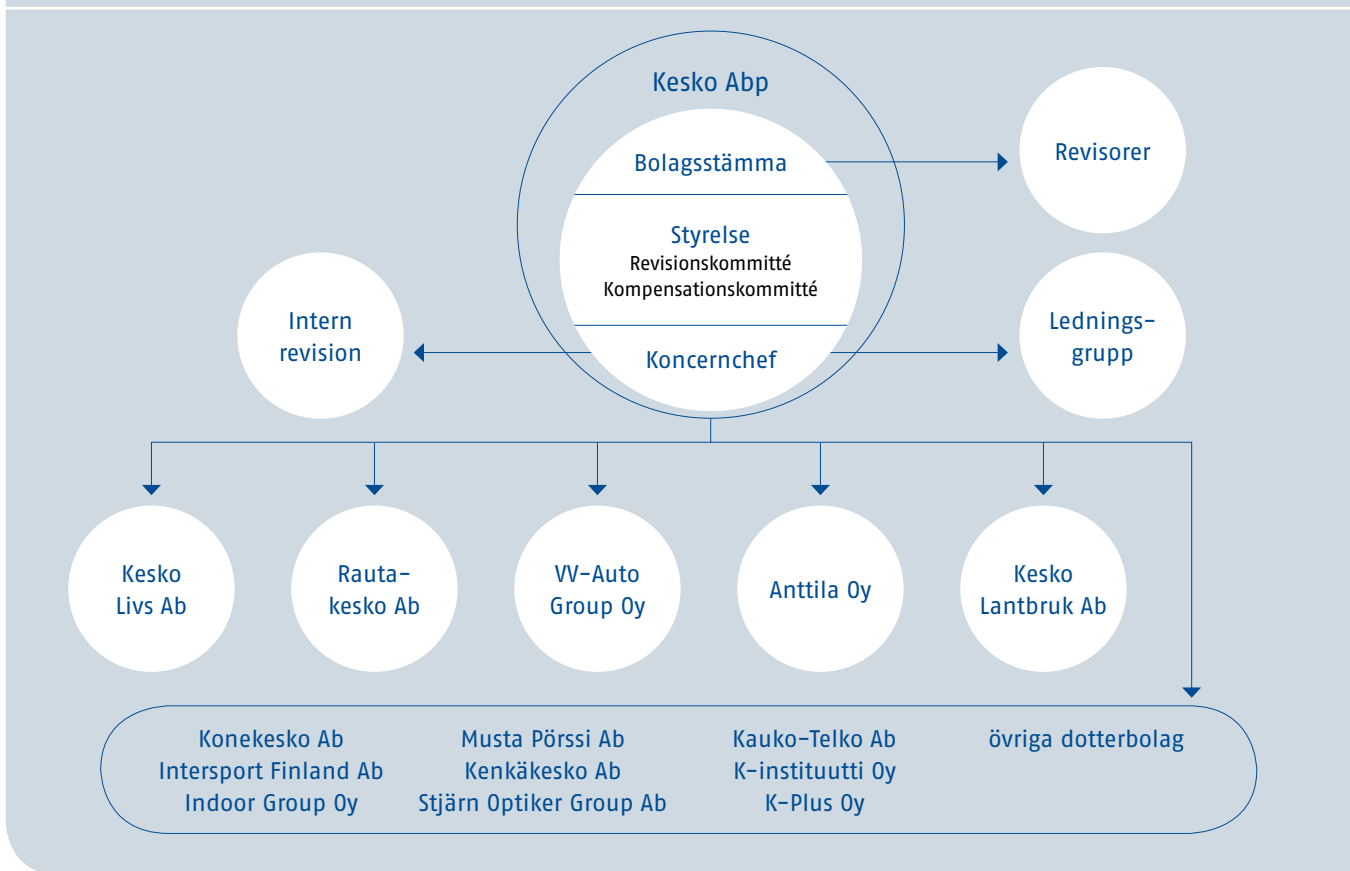 Kesko Abp
Bolagsstämma
Revisorer
Styrelse
Revisionskommitté
Kompensationskommitté
Intern
revision
Koncernchef
Lednings-
grupp
Kesko
Livs Ab
Rauta-
kesko Ab
VV-Auto
Group Oy
Anttila Oy
Kesko
Lantbruk Ab
Konekesko Ab
Intersport Finland Ab
Indoor Group Oy
Musta Pörssi Ab
Kenkäkesko Ab
Stjärn Optiker Group Ab
Kauko-Telko Ab
K-instituutti Oy
K-Plus Oy
övriga dotterbolag